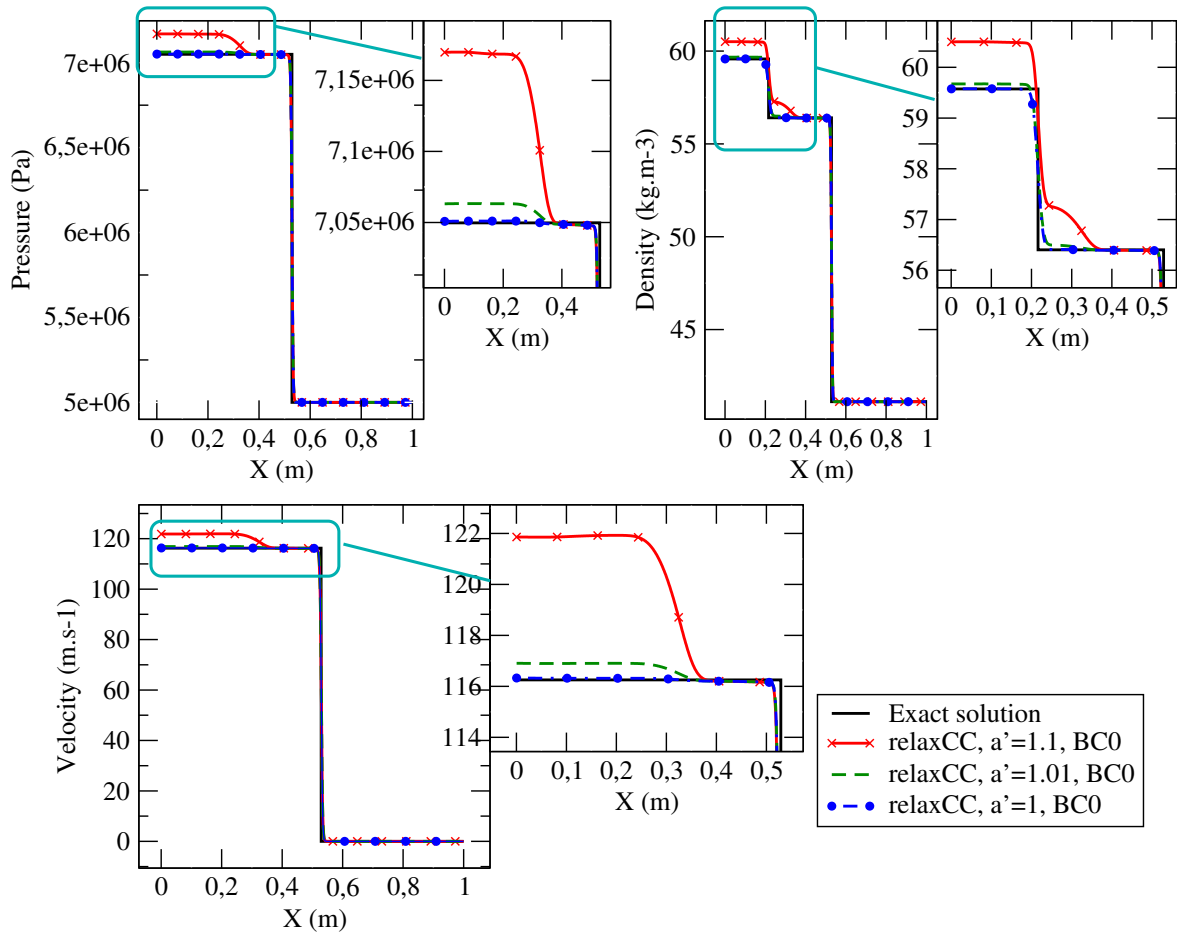 7e+06
6,5e+06
6e+06
5,5e+06
5e+06
Pressure (Pa)
0 0,2 0,4 0,6 0,8 1
X (m)
7,15e+06
7,1e+06
7,05e+06
0 0,2 0,4
X (m)
60
55
50
45
Density (kg.m-3)
0 0,2 0,4 0,6 0,8 1
X (m)
60
59
58
57
56
0 0,1 0,2 0,3 0,4 0,5
X (m)
120
100
80
60
40
20
0
Velocity (m.s-1)
0 0,2 0,4 0,6 0,8 1
X (m)
122
120
118
116
114
0 0,1 0,2 0,3 0,4 0,5
X (m)
Exact solution
relaxCC, a’=1.1, BC0
relaxCC, a’=1.01, BC0
relaxCC, a’=1, BC0